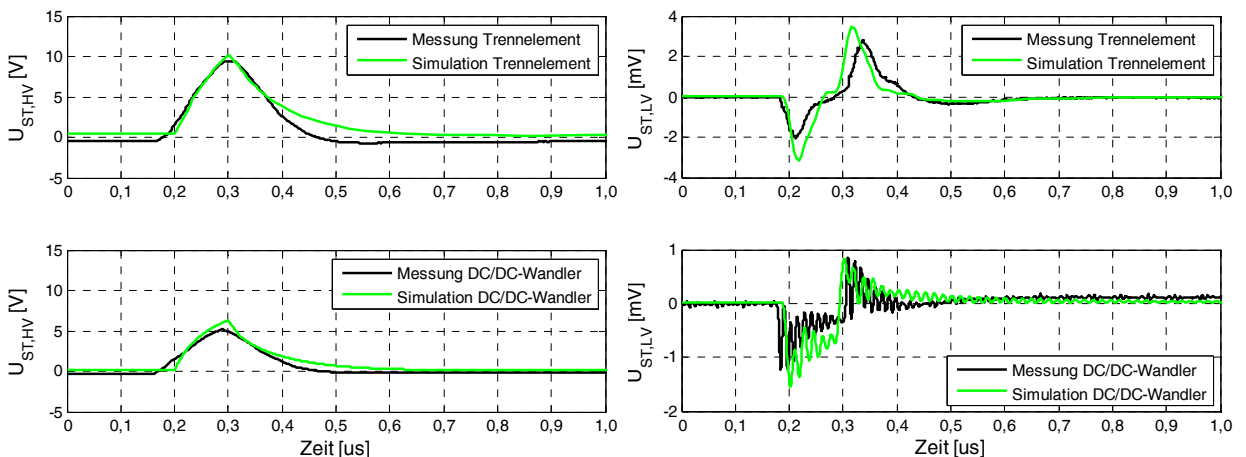 15
10
5
0
-5
U_ST,HV [V]
Messung Trennelement
Simulation Trennelement
0 0,1 0,2 0,3 0,4 0,5 0,6 0,7 0,8 0,9 1,0
4
2
0
-2
-4
U_ST,LV [mV]
Messung Trennelement
Simulation Trennelement
0 0,1 0,2 0,3 0,4 0,5 0,6 0,7 0,8 0,9 1,0
15
10
5
0
5
U_ST,HV [V]
Messung DC/DC-Wandler
Simulation DC/DC-Wandler
0 0,1 0,2 0,3 0,4 0,5 0,6 0,7 0,8 0,9 1,0
Zeit [us]
1
0
-1
-2
U_ST,LV [mV]
Messung DC/DC-Wandler
Simulation DC/DC-Wandler
0 0,1 0,2 0,3 0,4 0,5 0,6 0,7 0,8 0,9 1,0
Zeit [us]